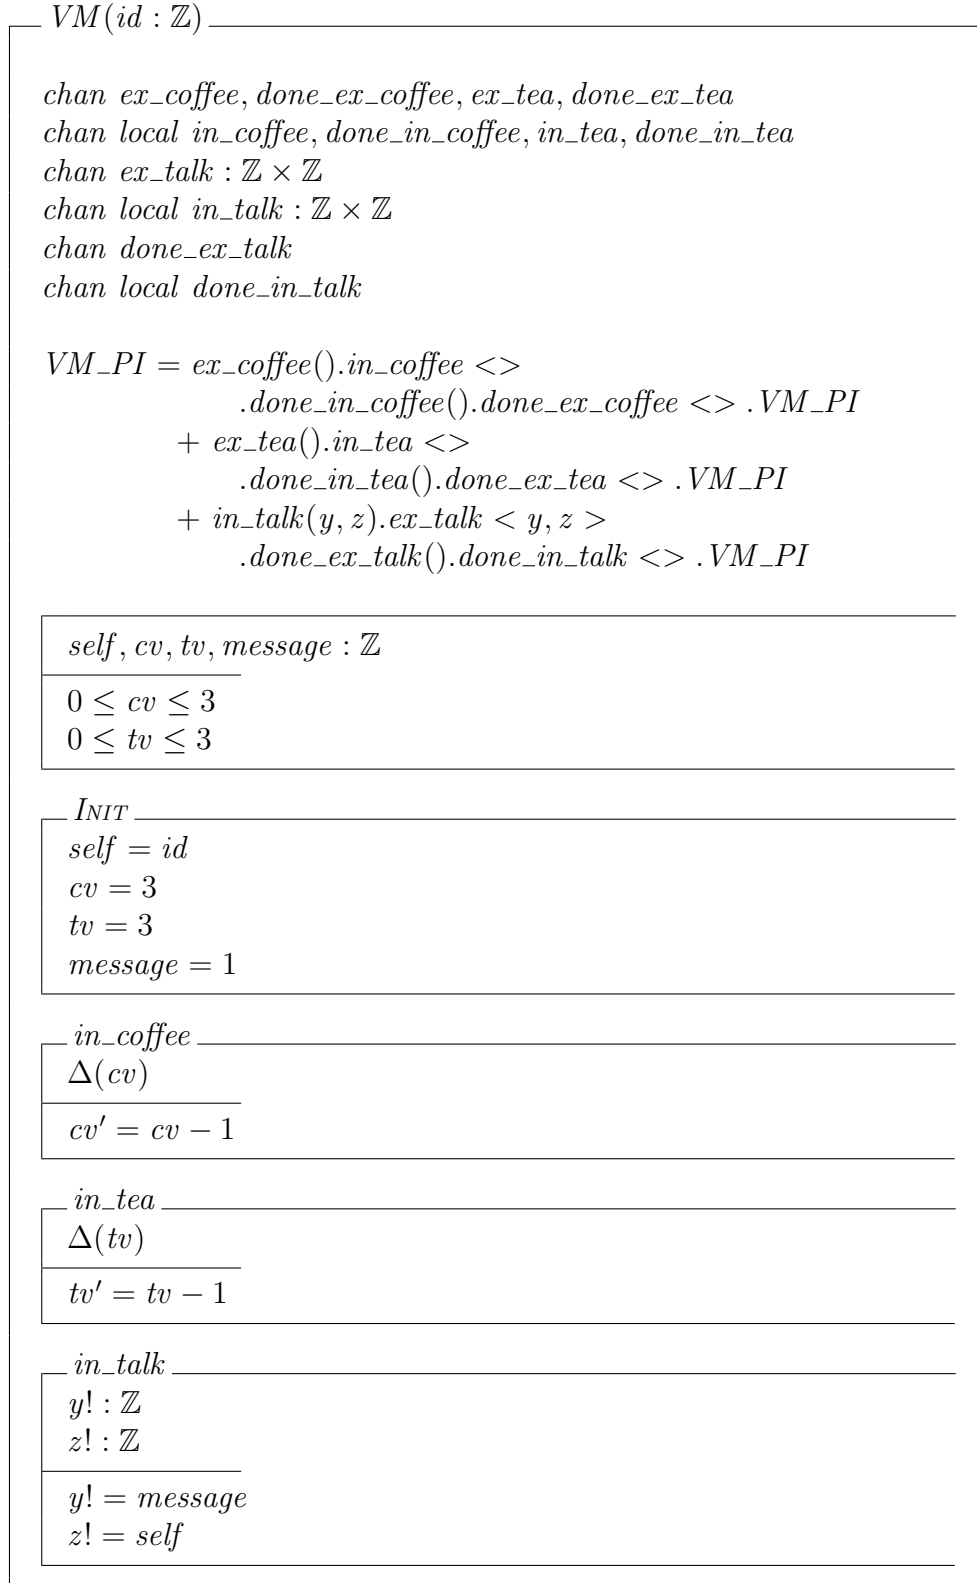 VM(id : ℤ)
chan ex_coffee, done_ex_coffee, ex_tea, done_ex_tea
chan local in_coffee, done_in_coffee, in_tea, done_in_tea
chan ex_talk : ℤ × ℤ
chan local in_talk : ℤ × ℤ
chan done_ex_talk
chan local done_in_talk
VM_PI = ex_coffee().in_coffee <>
.done_in_coffee().done_ex_coffee <> .VM_PI
+ ex_tea().in_tea <>
.done_in_tea().done_ex_tea <> .VM_PI
+ in_talk(y, z).ex_talk < y, z >
.done_ex_talk().done_in_talk <> .VM_PI
self, cv, tv, message : ℤ
0 ≤ cv ≤ 3
0 ≤ tv ≤ 3
INIT
self = id
cv = 3
tv = 3
message = 1
in_coffee
Δ(cv)
cv′ = cv − 1
in_tea
Δ(tv)
tv′ = tv − 1
in_talk
y! : ℤ
z! : ℤ
y! = message
z! = self